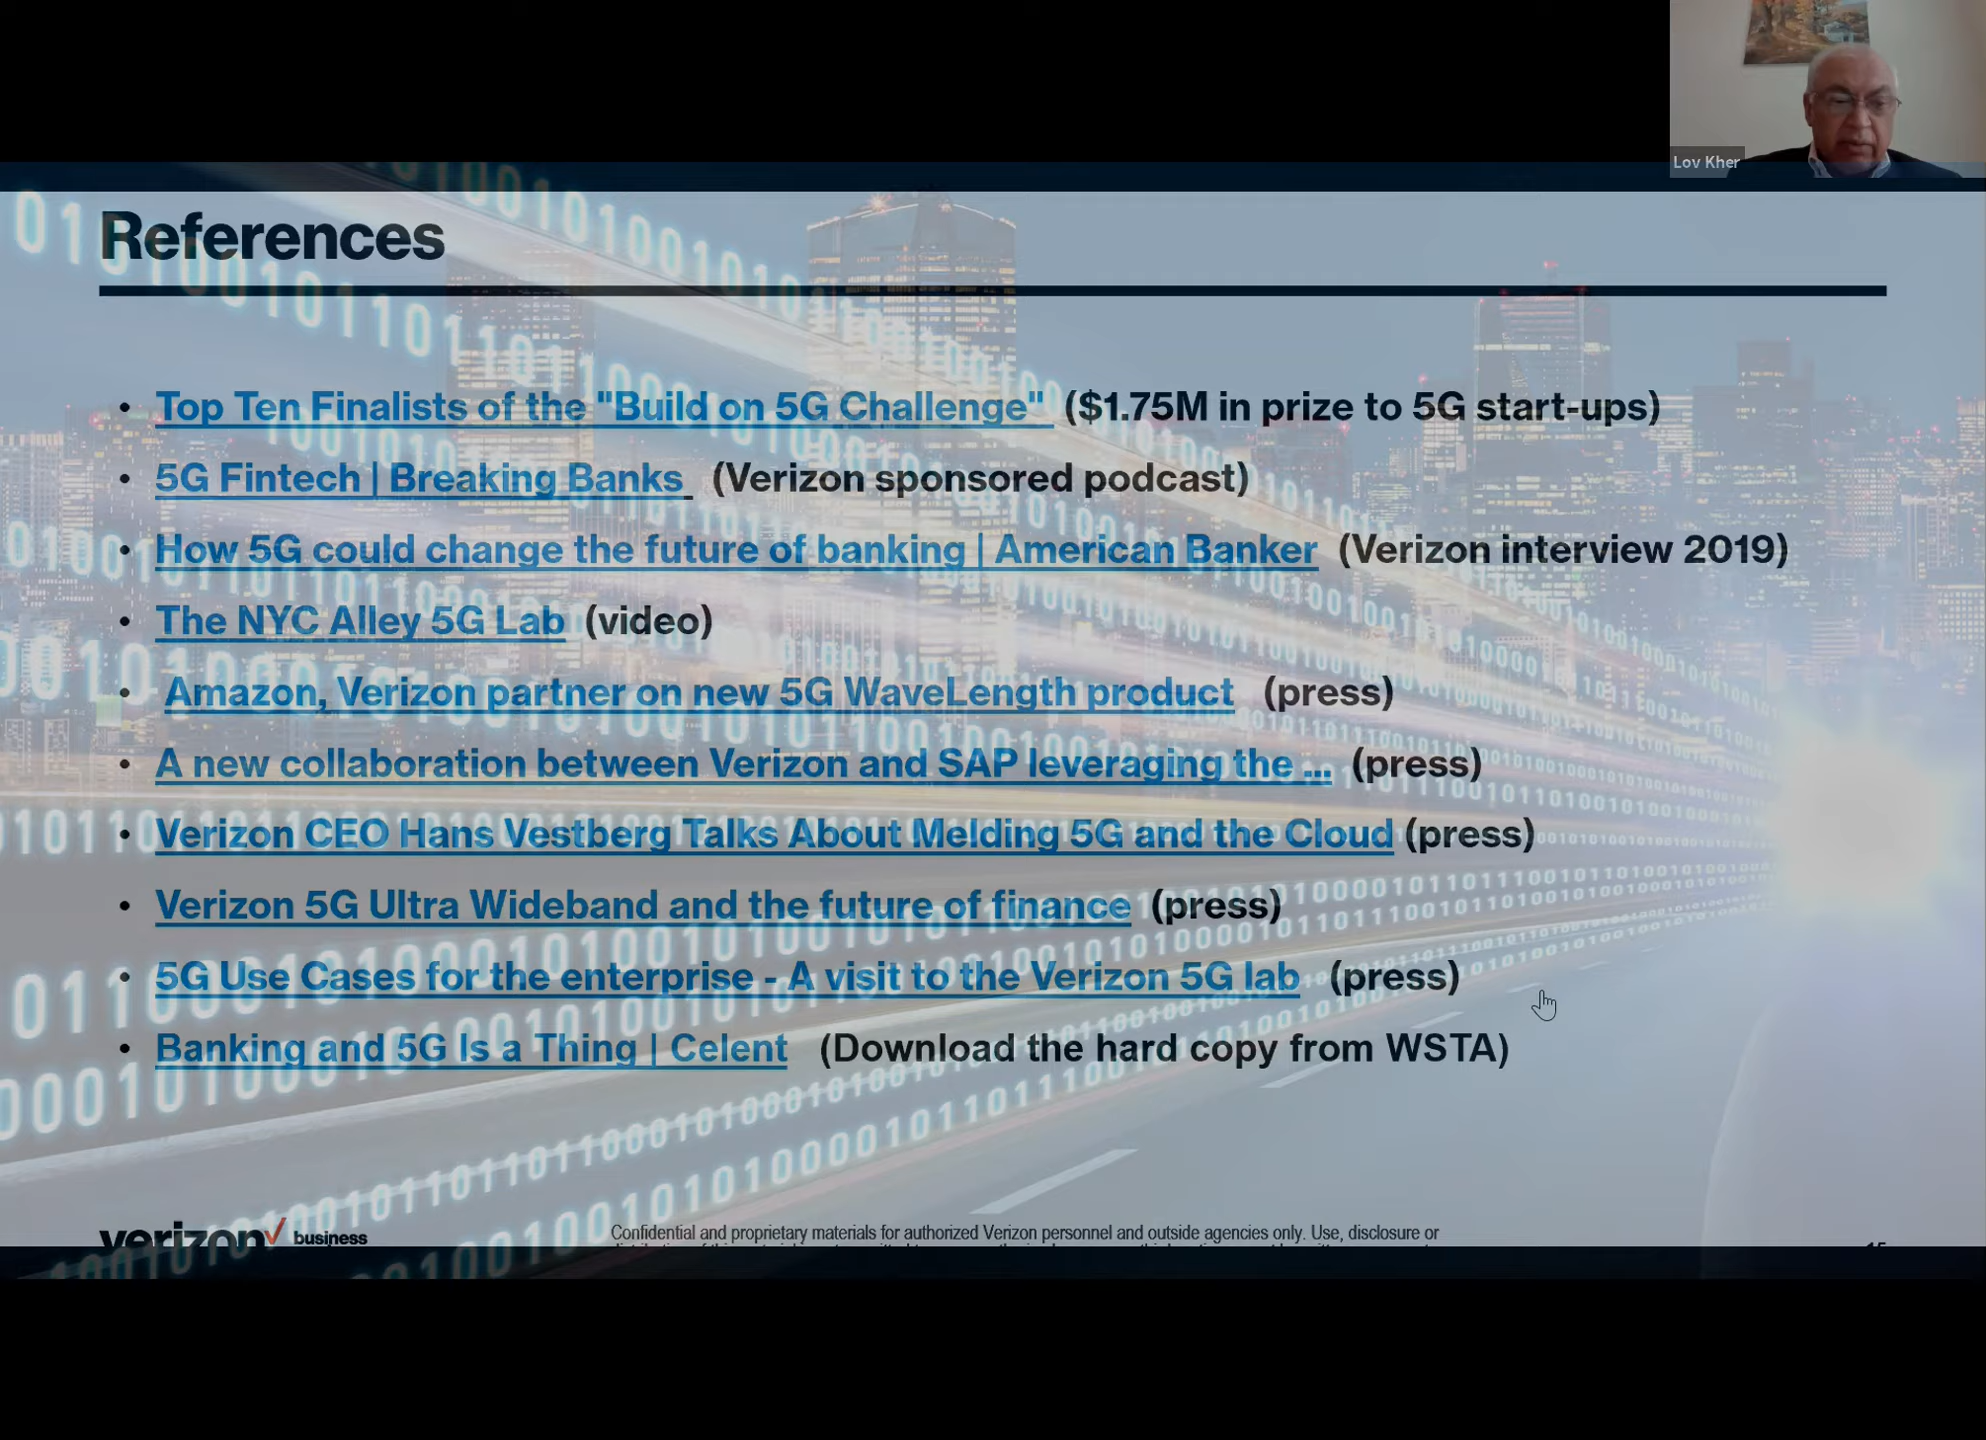 Lov Kher
References
• Top Ten Finalists of the "Build on 5G Challenge" ($1.75M in prize to 5G start-ups)
• 5G Fintech | Breaking Banks (Verizon sponsored podcast)
• How 5G could change the future of banking | American Banker (Verizon interview 2019)
• The NYC Alley 5G Lab (video)
• Amazon, Verizon partner on new 5G WaveLength product (press)
• A new collaboration between Verizon and SAP leveraging the ... (press)
• Verizon CEO Hans Vestberg Talks About Melding 5G and the Cloud (press)
• Verizon 5G Ultra Wideband and the future of finance (press)
• 5G Use Cases for the enterprise - A visit to the Verizon 5G lab (press)
• Banking and 5G Is a Thing | Celent (Download the hard copy from WSTA)
verizon business
Confidential and proprietary materials for authorized Verizon personnel and outside agencies only. Use, disclosure or